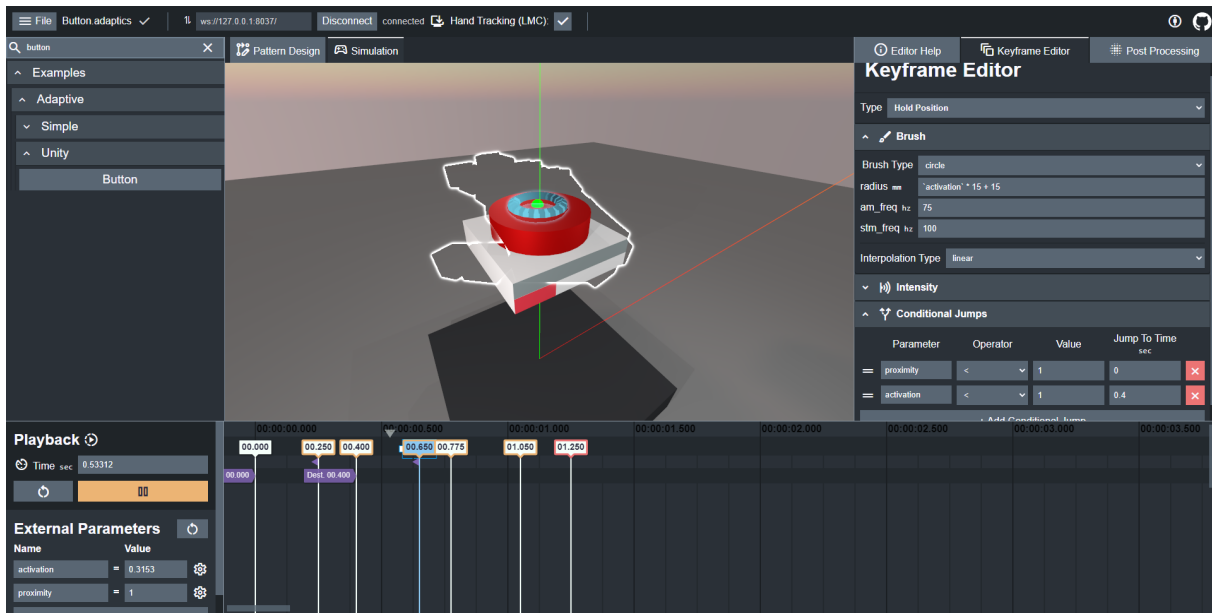 File Button.adaptics ws://127.0.0.1:8037/ Disconnect connected Hand Tracking (LMC):
button
Examples
Adaptive
Simple
Unity
Button
Pattern Design Simulation
Editor Help Keyframe Editor Post Processing
Keyframe Editor
Type Hold Position
Brush
Brush Type circle
radius mm `activation` * 15 + 15
am_freq hz 75
stm_freq hz 100
Interpolation Type linear
Intensity
Conditional Jumps
Parameter Operator Value Jump To Time sec
proximity < 1 0
activation < 1 0.4
+ Add Conditional Jump
Playback
Time sec 0.53312
External Parameters
Name Value
activation = 0.3153
proximity = 1
00:00:00.000 00:00:00.500 00:00:01.000 00:00:01.500 00:00:02.000 00:00:02.500 00:00:03.000 00:00:03.500
00.000 00.250 00.400 00.650 00.775 01.050 01.250
00.000 Dest. 00.400